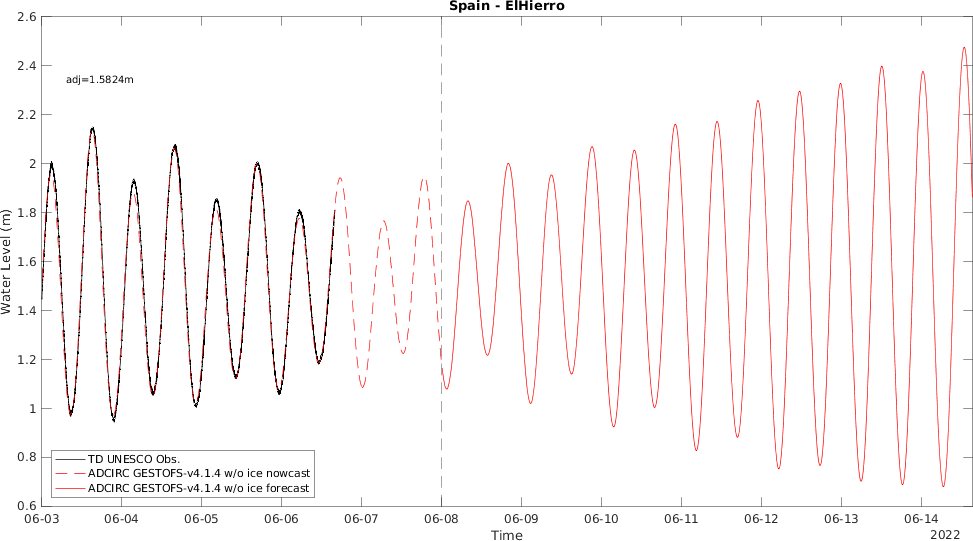 Spain - ElHierro
2.6
2.4
adj=1.5824m
2.2
2
1.8
1.6
1.4
1.2
1
0.8
0.6
Water Level (m)
TD UNESCO Obs.
ADCIRC GESTOFS-v4.1.4 w/o ice nowcast
ADCIRC GESTOFS-v4.1.4 w/o ice forecast
06-03 06-04 06-05 06-06 06-07 06-08 06-09 06-10 06-11 06-12 06-13 06-14
Time
2022